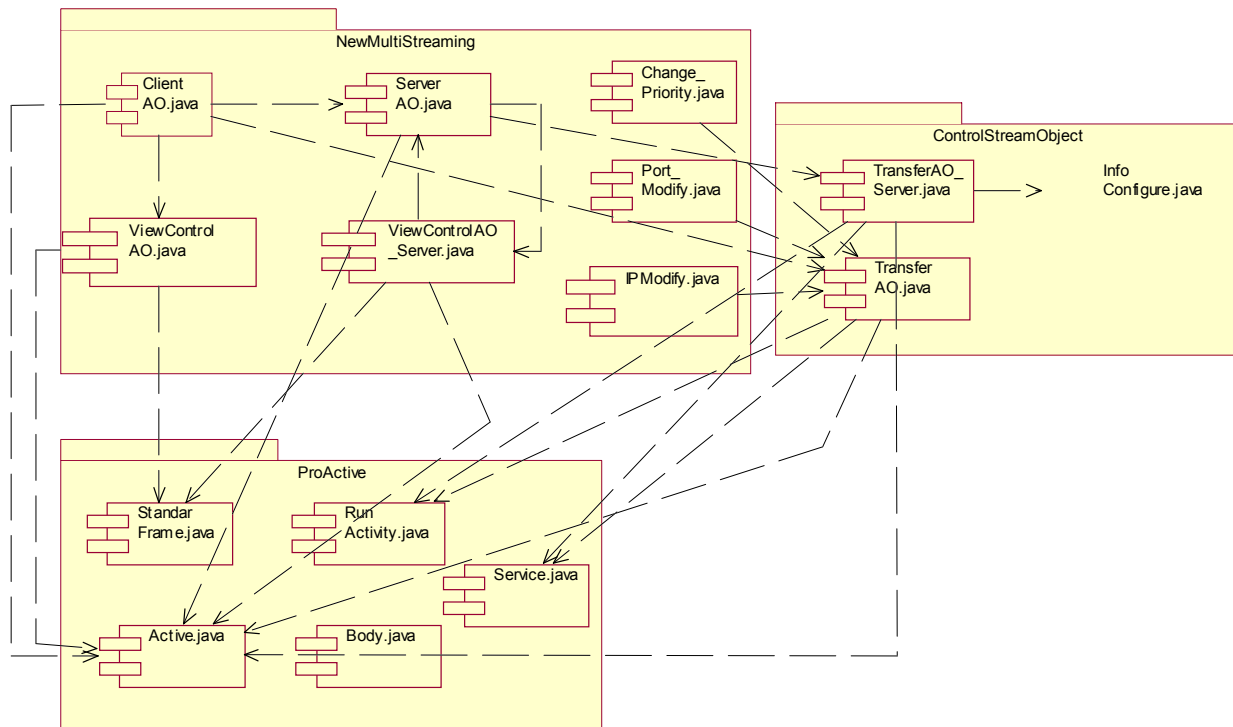 NewMultiStreaming
Client
AO.java
Server
AO.java
Change_
Priority.java
ViewControl
AO.java
ViewControlAO
_Server.java
Port_
Modify.java
IPModify.java
ControlStreamObject
TransferAO_
Server.java
Info
Configure.java
Transfer
AO.java
ProActive
Standar
Frame.java
Run
Activity.java
Service.java
Active.java
Body.java